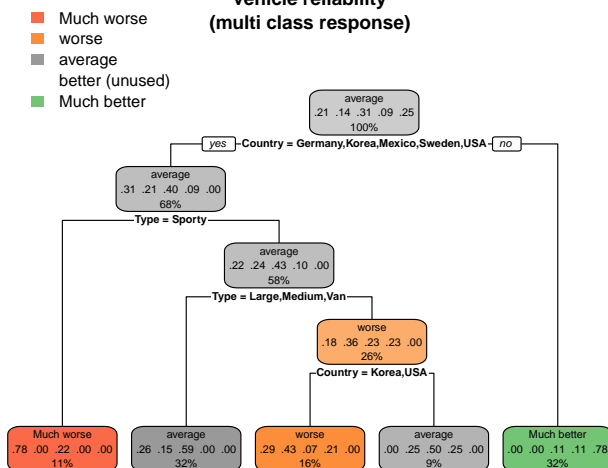 vehicle reliability
(multi class response)
Much worse
worse
average
better (unused)
Much better
average
.21 .14 .31 .09 .25
100%
yes Country = Germany,Korea,Mexico,Sweden,USA no
average
.31 .21 .40 .09 .00
68%
Type = Sporty
average
.22 .24 .43 .10 .00
58%
Type = Large,Medium,Van
worse
.18 .36 .23 .23 .00
26%
Country = Korea,USA
Much worse
.78 .00 .22 .00 .00
11%
average
.26 .15 .59 .00 .00
32%
worse
.29 .43 .07 .21 .00
16%
average
.00 .25 .50 .25 .00
9%
Much better
.00 .00 .11 .11 .78
32%